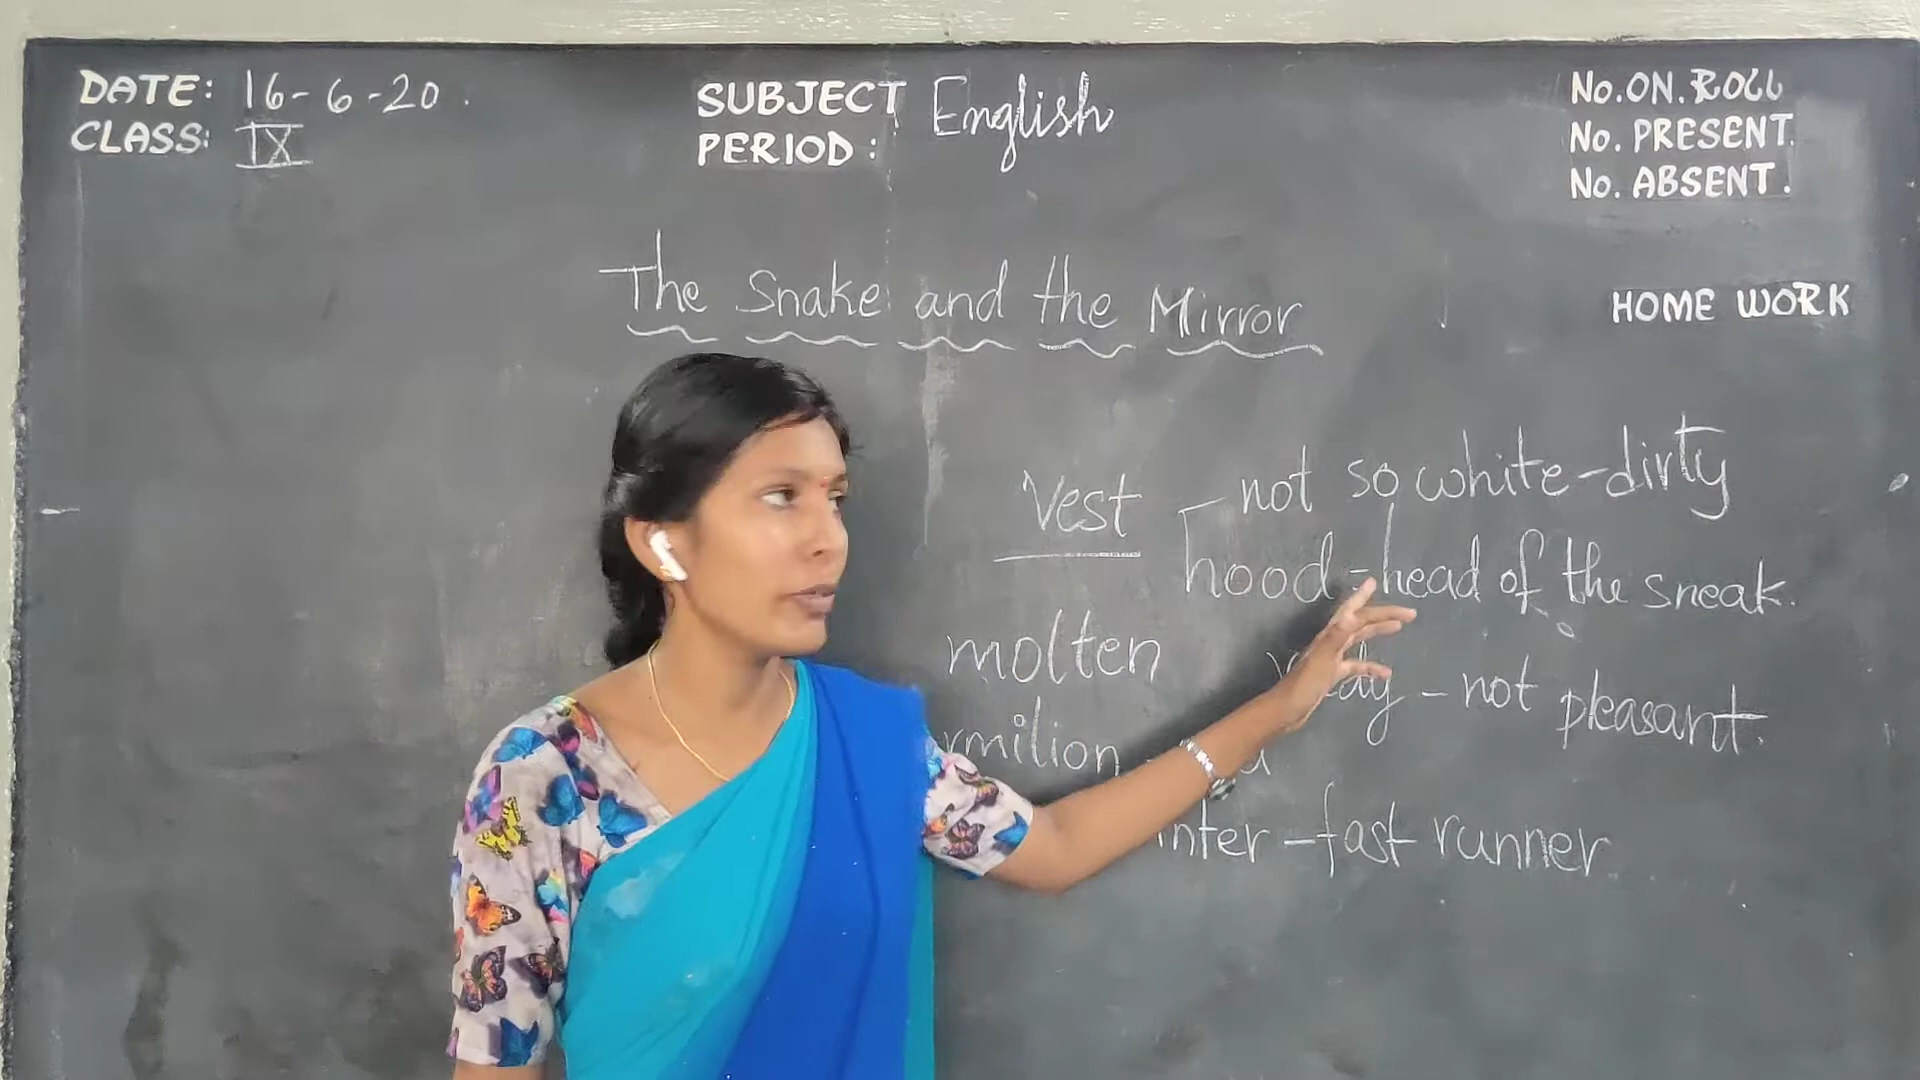 DATE: 16-6-20.
CLASS: IX
SUBJECT English
PERIOD:
No. ON. ROLL
No. PRESENT.
No. ABSENT.
The Snake and the Mirror
HOME WORK
Vest - not so white-dirty
hood = head of the sneak.
molten
- not pleasant.
- fast runner